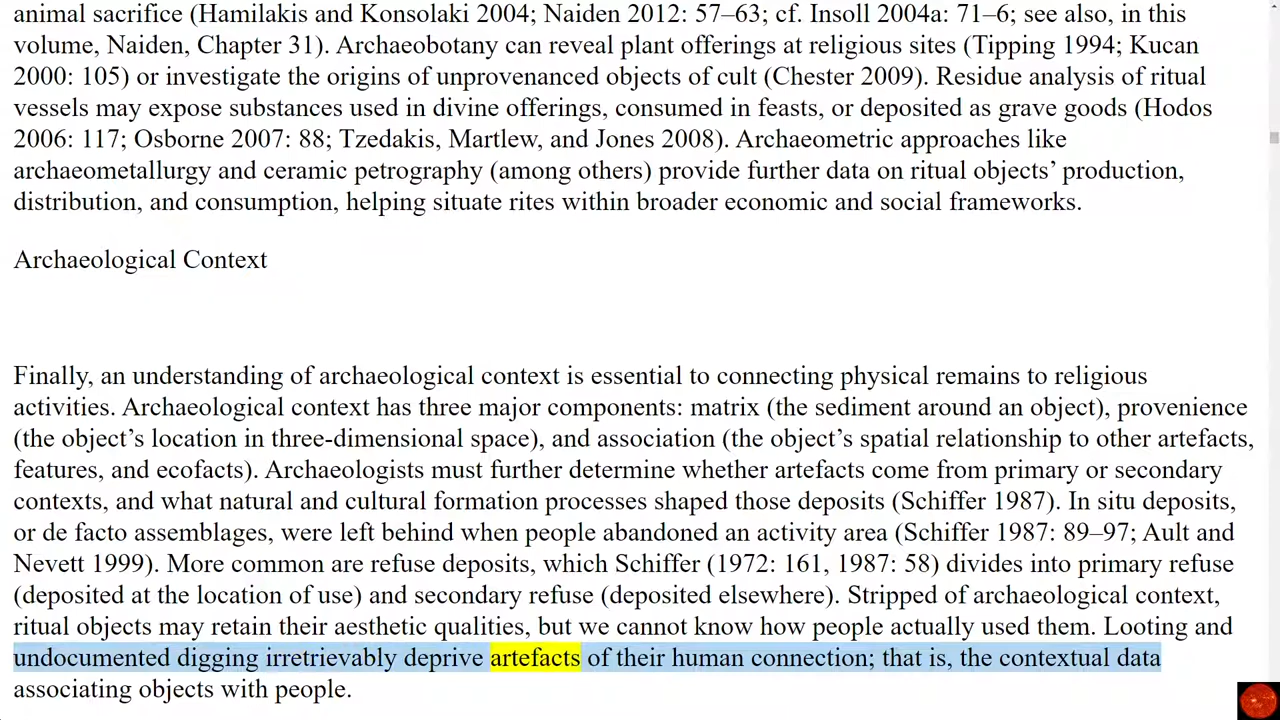 animal sacrifice (Hamilakis and Konsolaki 2004; Naiden 2012: 57–63; cf. Insoll 2004a: 71–6; see also, in this
volume, Naiden, Chapter 31). Archaeobotany can reveal plant offerings at religious sites (Tipping 1994; Kucan
2000: 105) or investigate the origins of unprovenanced objects of cult (Chester 2009). Residue analysis of ritual
vessels may expose substances used in divine offerings, consumed in feasts, or deposited as grave goods (Hodos
2006: 117; Osborne 2007: 88; Tzedakis, Martlew, and Jones 2008). Archaeometric approaches like
archaeometallurgy and ceramic petrography (among others) provide further data on ritual objects’ production,
distribution, and consumption, helping situate rites within broader economic and social frameworks.
Archaeological Context
Finally, an understanding of archaeological context is essential to connecting physical remains to religious
activities. Archaeological context has three major components: matrix (the sediment around an object), provenience
(the object’s location in three-dimensional space), and association (the object’s spatial relationship to other artefacts,
features, and ecofacts). Archaeologists must further determine whether artefacts come from primary or secondary
contexts, and what natural and cultural formation processes shaped those deposits (Schiffer 1987). In situ deposits,
or de facto assemblages, were left behind when people abandoned an activity area (Schiffer 1987: 89–97; Ault and
Nevett 1999). More common are refuse deposits, which Schiffer (1972: 161, 1987: 58) divides into primary refuse
(deposited at the location of use) and secondary refuse (deposited elsewhere). Stripped of archaeological context,
ritual objects may retain their aesthetic qualities, but we cannot know how people actually used them. Looting and
undocumented digging irretrievably deprive artefacts of their human connection; that is, the contextual data
associating objects with people.